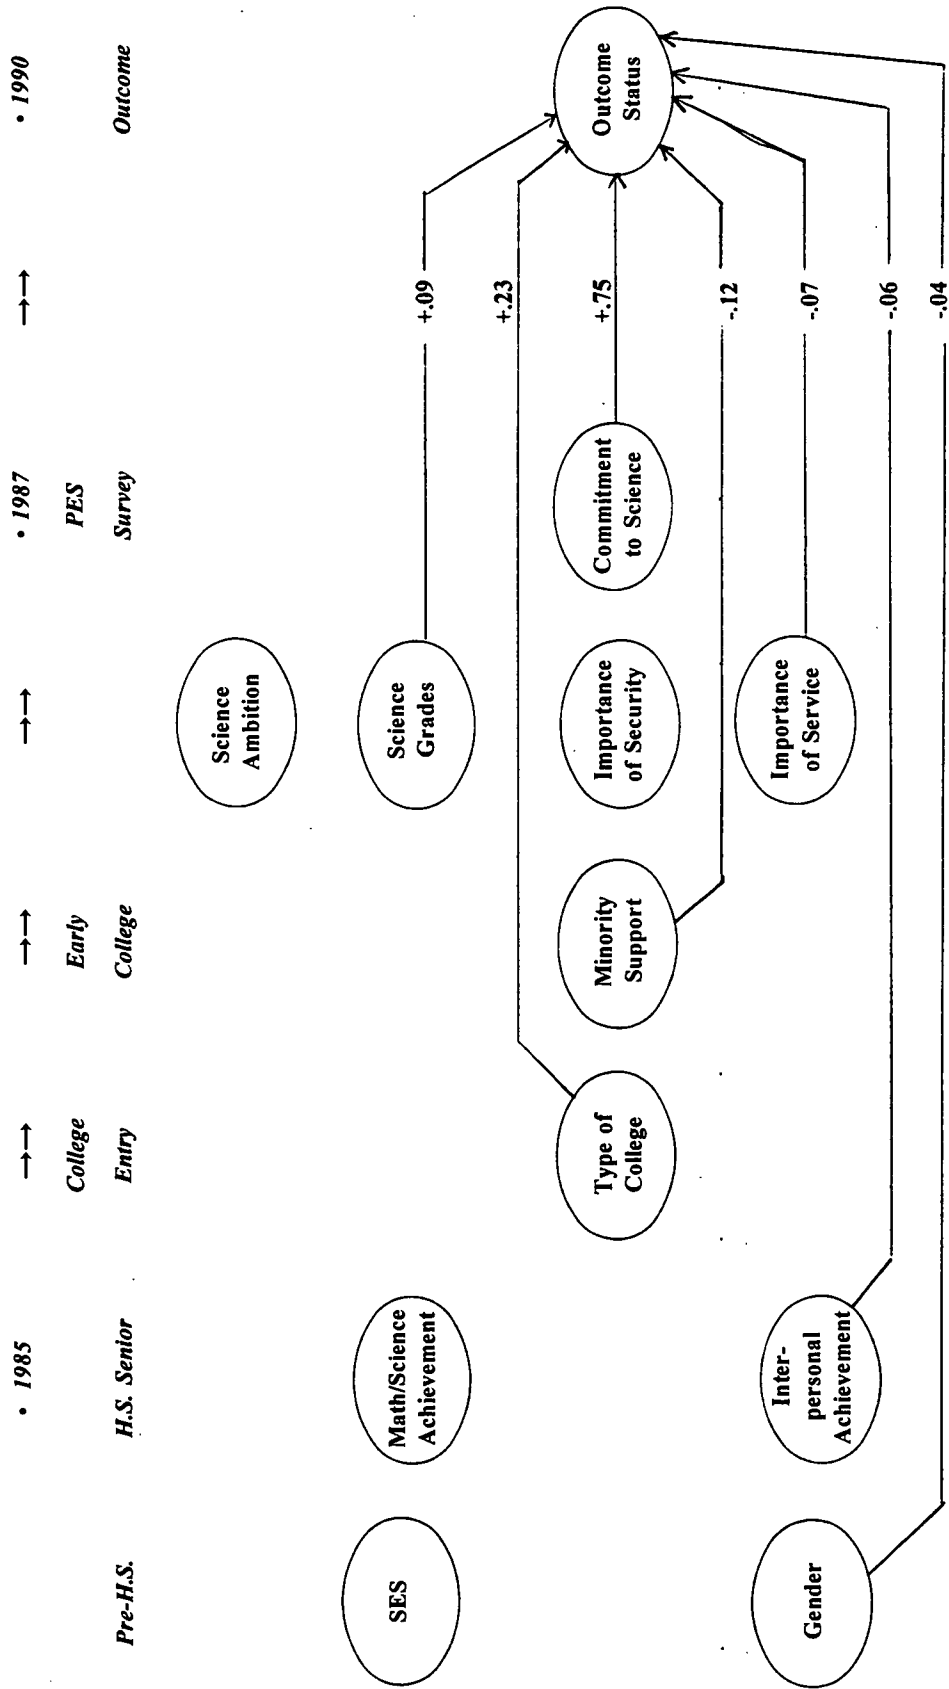 • 1985
→→
→→
→→
• 1987
→→
• 1990
College
Early
PES
Pre-H.S.
H.S. Senior
Entry
College
Survey
Outcome
Science
Ambition
SES
Math/Science
Achievement
Science
Grades
+.09
+.23
Type of
College
Minority
Support
Importance
of Security
Commitment
to Science
+.75
Outcome
Status
-.12
Gender
Inter-
personal
Achievement
Importance
of Service
-.07
-.06
-.04